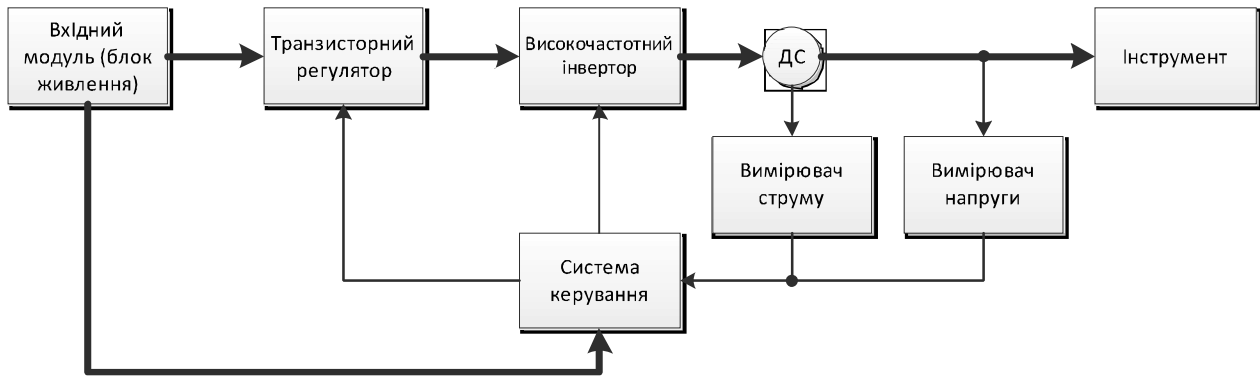 Вхідний
модуль (блок
живлення)
Транзисторний
регулятор
Високочастотний
інвертор
ДС
Інструмент
Вимірювач
струму
Вимірювач
напруги
Система
керування